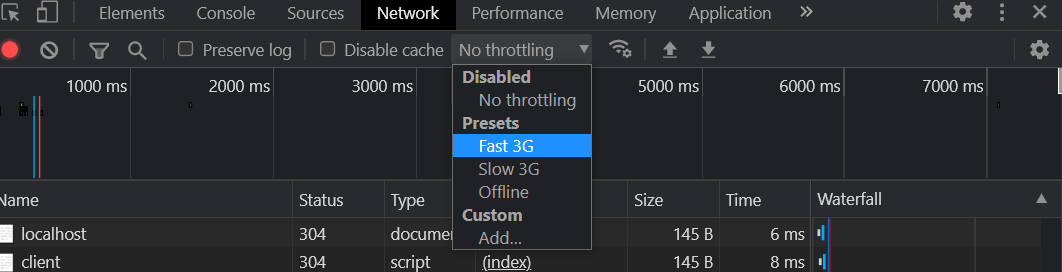 Elements Console Sources Network Performance Memory Application »
Preserve log Disable cache No throttling ▼
Disabled
1000 ms 2000 ms 3000 ms 5000 ms 6000 ms 7000 ms
No throttling
Presets
Fast 3G
Slow 3G
Offline
Name Status Type Size Time Waterfall ▲
Custom
localhost 304 docume 145 B 6 ms
Add...
client 304 script (index) 145 B 8 ms